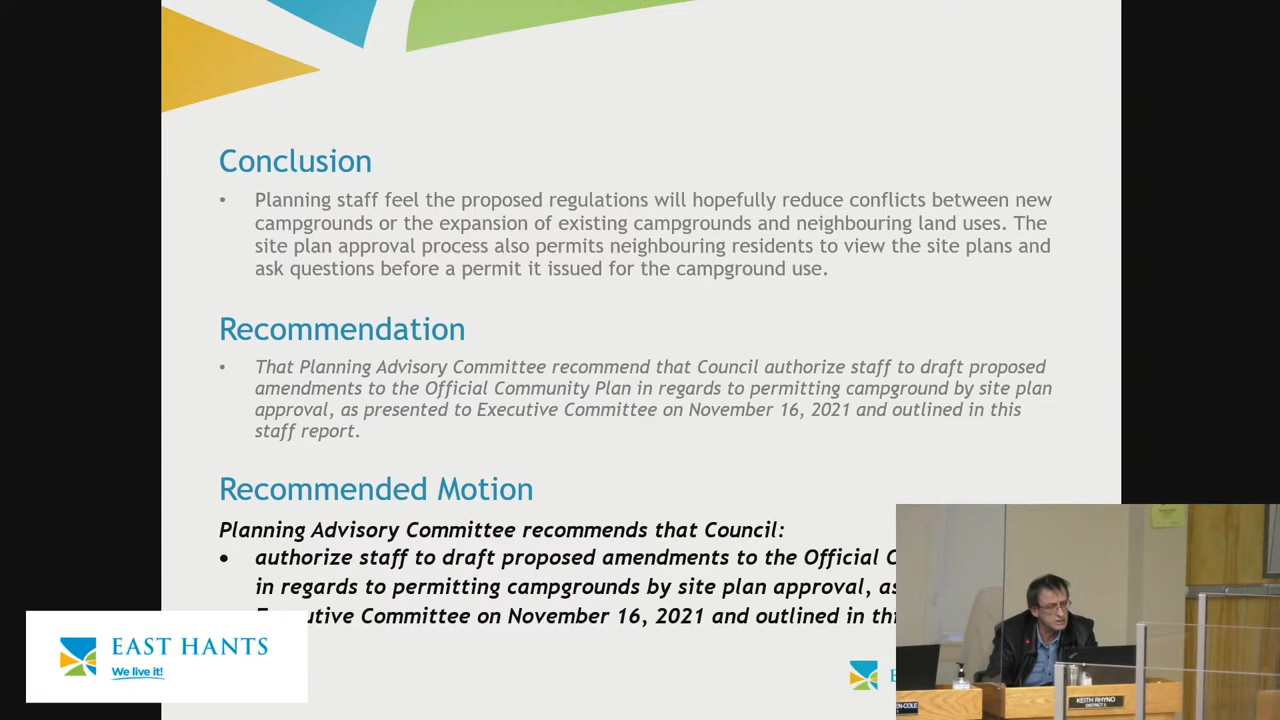 Conclusion
• Planning staff feel the proposed regulations will hopefully reduce conflicts between new
campgrounds or the expansion of existing campgrounds and neighbouring land uses. The
site plan approval process also permits neighbouring residents to view the site plans and
ask questions before a permit it issued for the campground use.
Recommendation
• That Planning Advisory Committee recommend that Council authorize staff to draft proposed
amendments to the Official Community Plan in regards to permitting campground by site plan
approval, as presented to Executive Committee on November 16, 2021 and outlined in this
staff report.
Recommended Motion
Planning Advisory Committee recommends that Council:
• authorize staff to draft proposed amendments to the Official
in regards to permitting campgrounds by site plan approval, as
Committee on November 16, 2021 and outlined in
EAST HANTS
We live it!
KEITH RHYNO